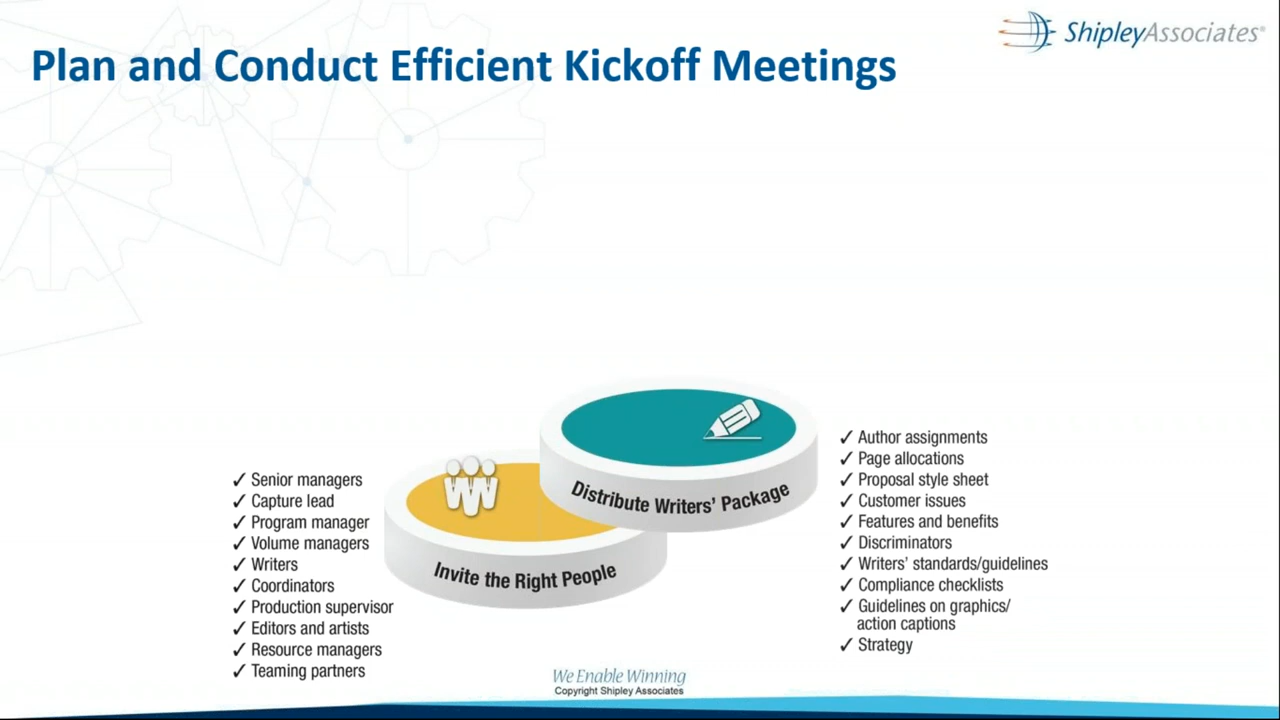 ShipleyAssociates®
Plan and Conduct Efficient Kickoff Meetings
Distribute Writers’ Package
✓ Author assignments
✓ Page allocations
✓ Proposal style sheet
✓ Customer issues
✓ Features and benefits
✓ Discriminators
✓ Writers’ standards/guidelines
✓ Compliance checklists
✓ Guidelines on graphics/
action captions
✓ Strategy
Invite the Right People
✓ Senior managers
✓ Capture lead
✓ Program manager
✓ Volume managers
✓ Writers
✓ Coordinators
✓ Production supervisor
✓ Editors and artists
✓ Resource managers
✓ Teaming partners
We Enable Winning
Copyright Shipley Associates